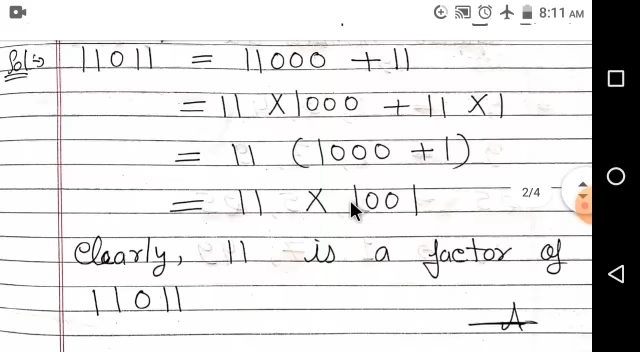 8:11 AM
Sol:→ 11011 = 11000 + 11
= 11 X 1000 + 11 X 1
= 11 (1000 + 1)
= 11 X 1001
2/4
Clearly, 11 is a factor of
11011
A